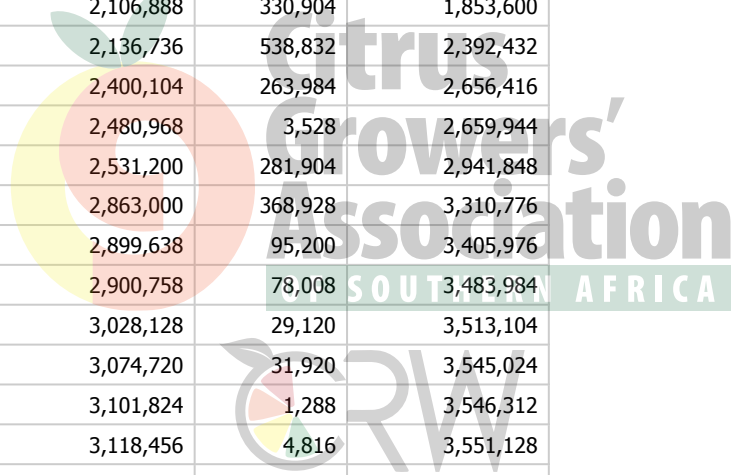 2,106,888 330,904 1,853,600
2,136,736 538,832 2,392,432
2,400,104 263,984 2,656,416
2,480,968 3,528 2,659,944
2,531,200 281,904 2,941,848
2,863,000 368,928 3,310,776
2,899,638 95,200 3,405,976
2,900,758 78,008 3,483,984
3,028,128 29,120 3,513,104
3,074,720 31,920 3,545,024
3,101,824 1,288 3,546,312
3,118,456 4,816 3,551,128
Citrus
Growers'
Association
OF SOUTHERN AFRICA
CRW